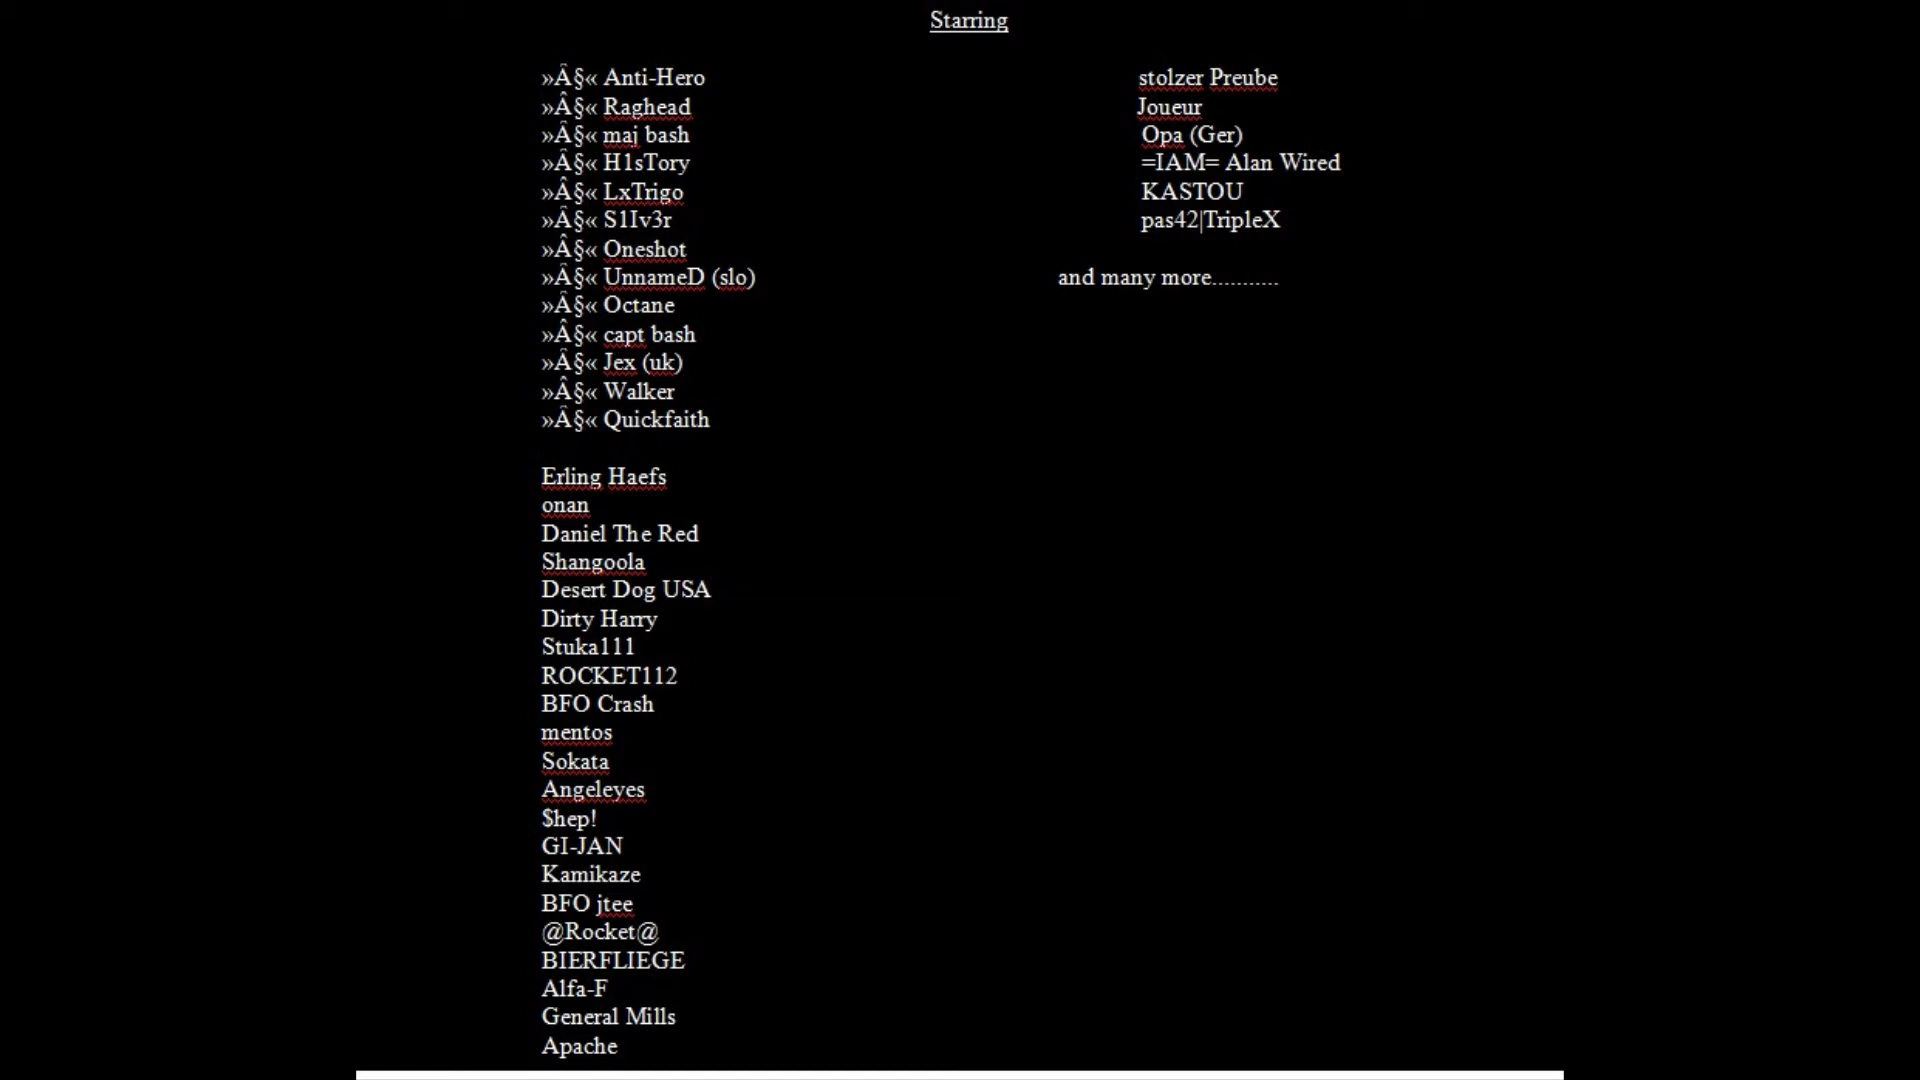 Starring
»Â§« Anti-Hero
»Â§« Raghead
»Â§« maj bash
»Â§« H1sTory
»Â§« LxTrigo
»Â§« S1Iv3r
»Â§« Oneshot
»Â§« UnnameD (slo)
»Â§« Octane
»Â§« capt bash
»Â§« Jex (uk)
»Â§« Walker
»Â§« Quickfaith
Erling Haefs
onan
Daniel The Red
Shangoola
Desert Dog USA
Dirty Harry
Stuka111
ROCKET112
BFO Crash
mentos
Sokata
Angeleyes
$hep!
GI-JAN
Kamikaze
BFO jtee
@Rocket@
BIERFLIEGE
Alfa-F
General Mills
Apache
stolzer Preube
Joueur
Opa (Ger)
=IAM= Alan Wired
KASTOU
pas42|TripleX
and many more...........